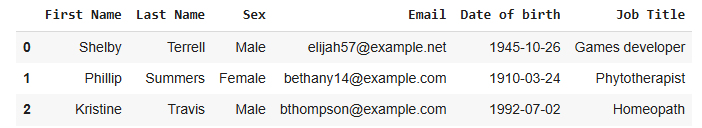 First Name Last Name Sex Email Date of birth Job Title
0 Shelby Terrell Male elijah57@example.net 1945-10-26 Games developer
1 Phillip Summers Female bethany14@example.com 1910-03-24 Phytotherapist
2 Kristine Travis Male bthompson@example.com 1992-07-02 Homeopath